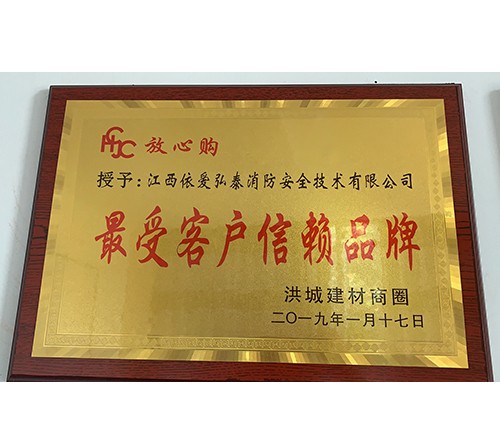 放心购
授予：江西依爱弘泰消防安全技术有限公司
最受客户信赖品牌
洪城建材商圈
二〇一九年一月十七日